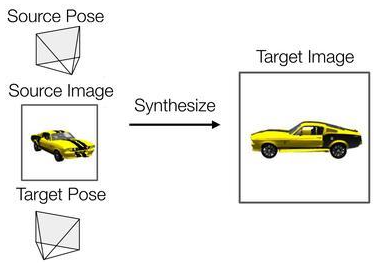 Source Pose
Source Image
Target Pose
Synthesize
Target Image